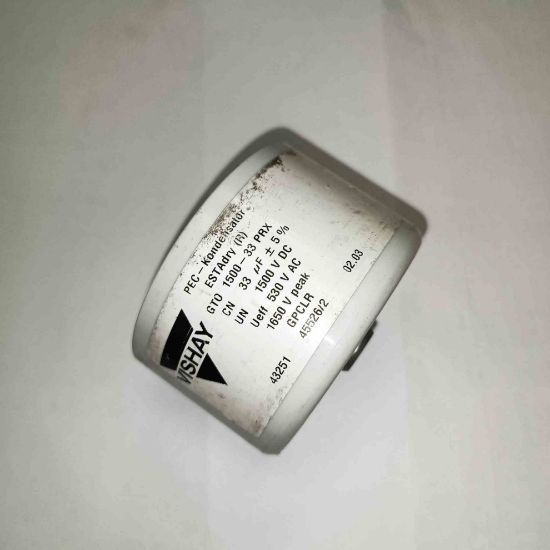 PEC-Kondensator
ESTAdry (R)
GTO 1500-33 PRX
CN 33 µF ± 5%
UN 1500 V DC
Ueff 530 V AC
1650 V peak
GPCLR
43251 45526/2 02.03
VISHAY